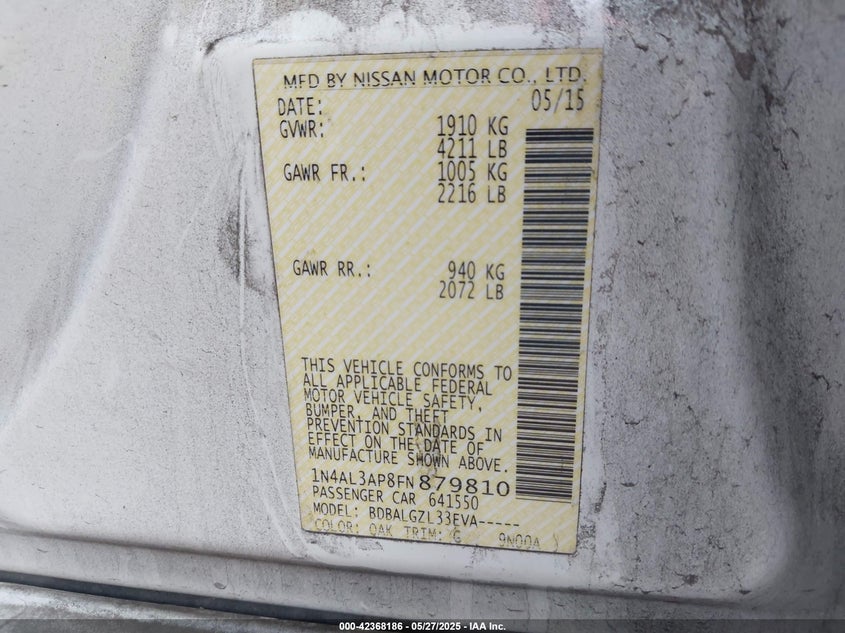 MFD BY NISSAN MOTOR CO., LTD.
DATE: 05/15
GVWR: 1910 KG
4211 LB
GAWR FR.: 1005 KG
2216 LB
GAWR RR.: 940 KG
2072 LB
THIS VEHICLE CONFORMS TO
ALL APPLICABLE FEDERAL
MOTOR VEHICLE SAFETY,
BUMPER, AND THEFT
PREVENTION STANDARDS IN
EFFECT ON THE DATE OF
MANUFACTURE SHOWN ABOVE.
1N4AL3AP8FN879810
PASSENGER CAR 641550
MODEL: BDBALGZL33EVA-----
COLOR: QAK TRIM: G 9N00A
000-42368186 - 05/27/2025 - IAA Inc.